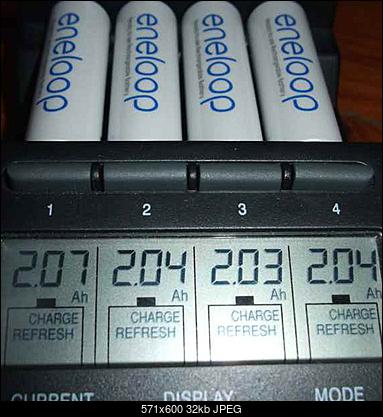 eneloop eneloop eneloop eneloop
1 2 3 4
2.07 Ah 2.04 Ah 2.03 Ah 2.04 Ah
CHARGE CHARGE CHARGE CHARGE
REFRESH REFRESH REFRESH REFRESH
CURRENT DISPLAY MODE
571x600 32kb JPEG